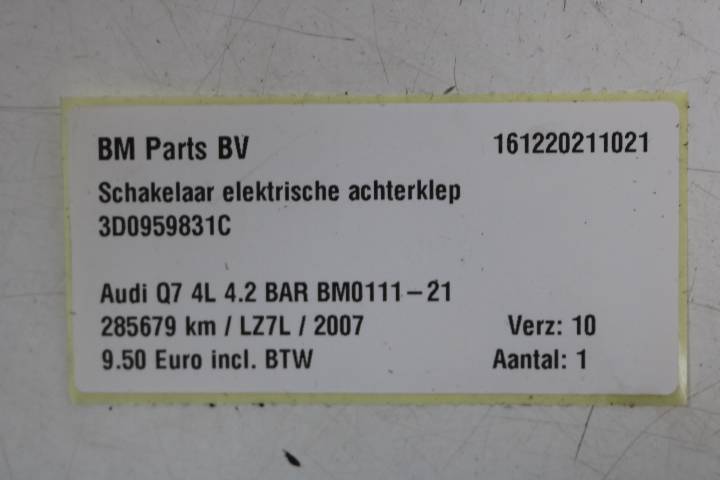 BM Parts BV 161220211021
Schakelaar elektrische achterklep
3D0959831C
Audi Q7 4L 4.2 BAR BM0111-21
285679 km / LZ7L / 2007 Verz: 10
9.50 Euro incl. BTW Aantal: 1